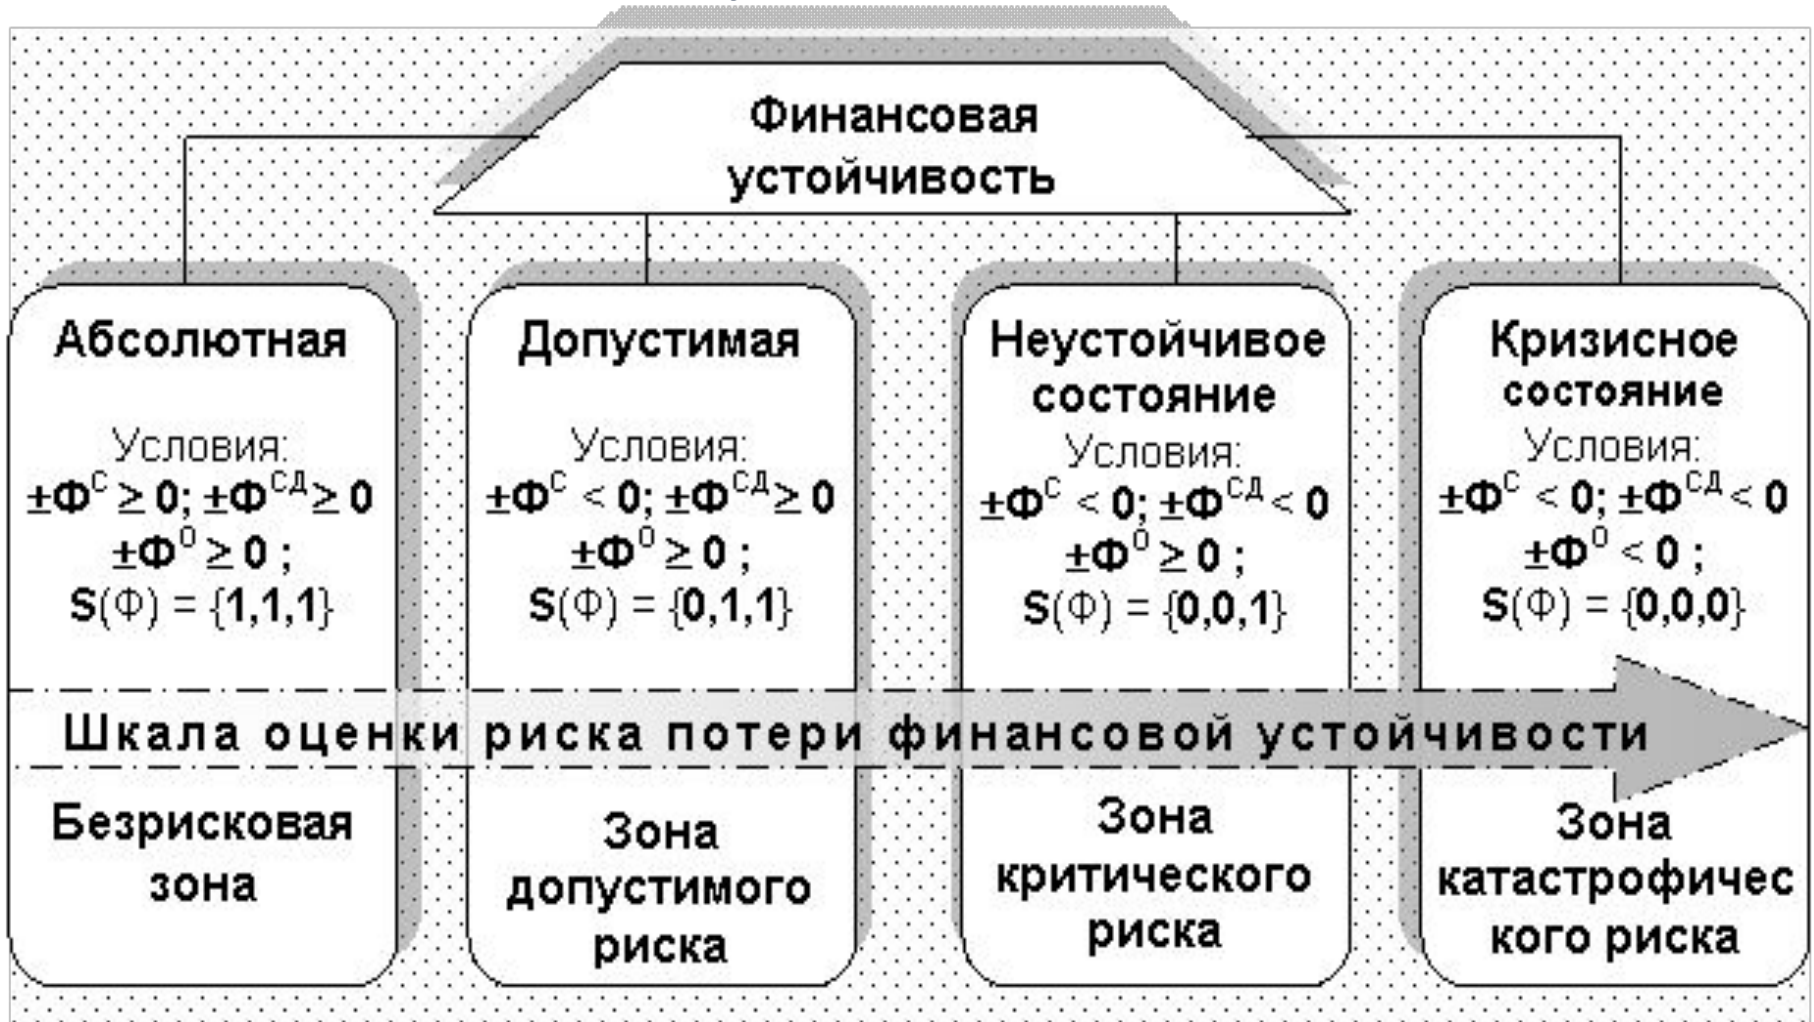 Финансовая
устойчивость
Абсолютная
Условия:
±Ф^С ≥ 0; ±Ф^СД ≥ 0
±Ф^О ≥ 0 ;
S(Ф) = {1,1,1}
Допустимая
Условия:
±Ф^С < 0; ±Ф^СД ≥ 0
±Ф^О ≥ 0 ;
S(Ф) = {0,1,1}
Неустойчивое
состояние
Условия:
±Ф^С < 0; ±Ф^СД < 0
±Ф^О ≥ 0 ;
S(Ф) = {0,0,1}
Кризисное
состояние
Условия:
±Ф^С < 0; ±Ф^СД < 0
±Ф^О < 0 ;
S(Ф) = {0,0,0}
Шкала оценки риска потери финансовой устойчивости
Безрисковая
зона
Зона
допустимого
риска
Зона
критического
риска
Зона
катастрофичес
кого риска